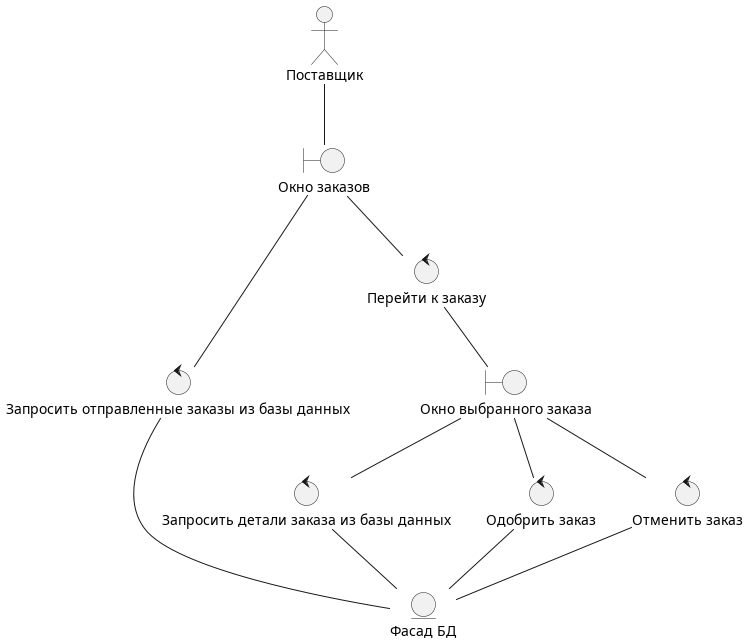 Поставщик
Окно заказов
Перейти к заказу
Запросить отправленные заказы из базы данных
Окно выбранного заказа
Запросить детали заказа из базы данных
Одобрить заказ
Отменить заказ
Фасад БД